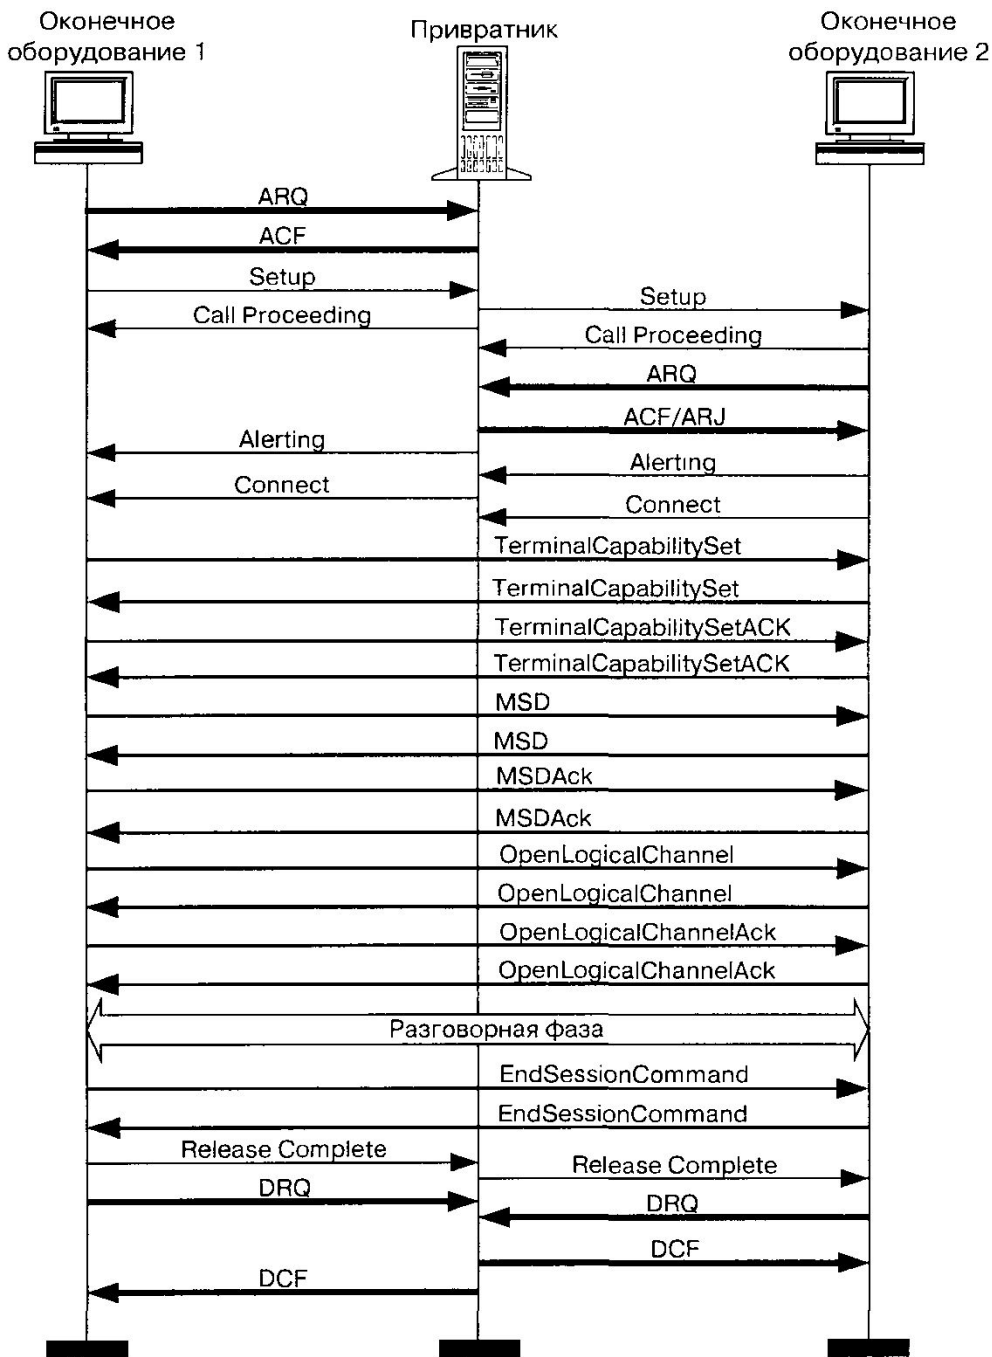 Оконечное
оборудование 1
Привратник
Оконечное
оборудование 2
ARQ
ACF
Setup
Setup
Call Proceeding
Call Proceeding
ARQ
ACF/ARJ
Alerting
Alerting
Connect
Connect
TerminalCapabilitySet
TerminalCapabilitySet
TerminalCapabilitySetACK
TerminalCapabilitySetACK
MSD
MSD
MSDAck
MSDAck
OpenLogicalChannel
OpenLogicalChannel
OpenLogicalChannelAck
OpenLogicalChannelAck
Разговорная фаза
EndSessionCommand
EndSessionCommand
Release Complete
Release Complete
DRQ
DRQ
DCF
DCF